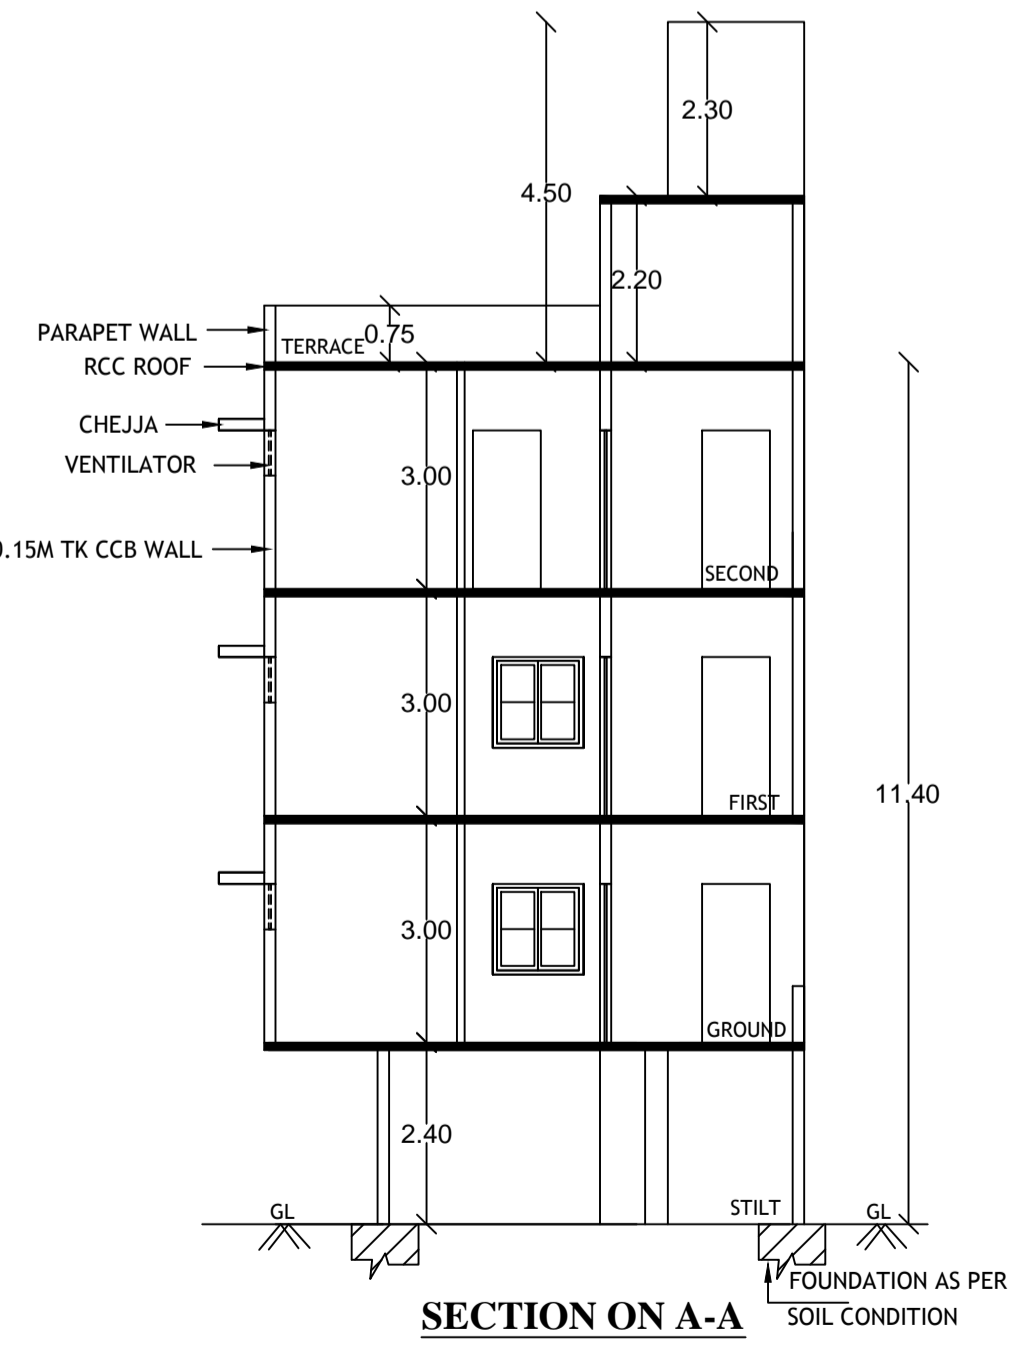 2.30
4.50
2.20
PARAPET WALL
0.75
TERRACE
RCC ROOF
CHEJJA
VENTILATOR
3.00
0.15M TK CCB WALL
SECOND
3.00
FIRST
11.40
3.00
GROUND
2.40
STILT
GL
GL
FOUNDATION AS PER
SOIL CONDITION
SECTION ON A-A